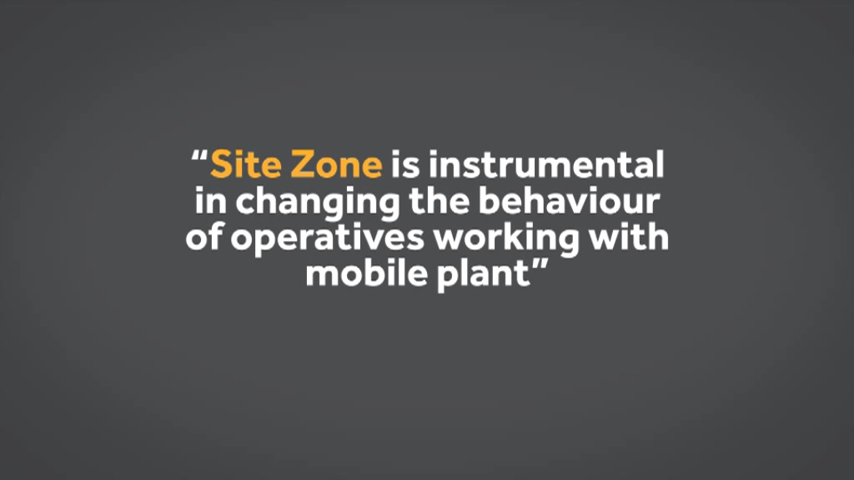 “Site Zone is instrumental
in changing the behaviour
of operatives working with
mobile plant”